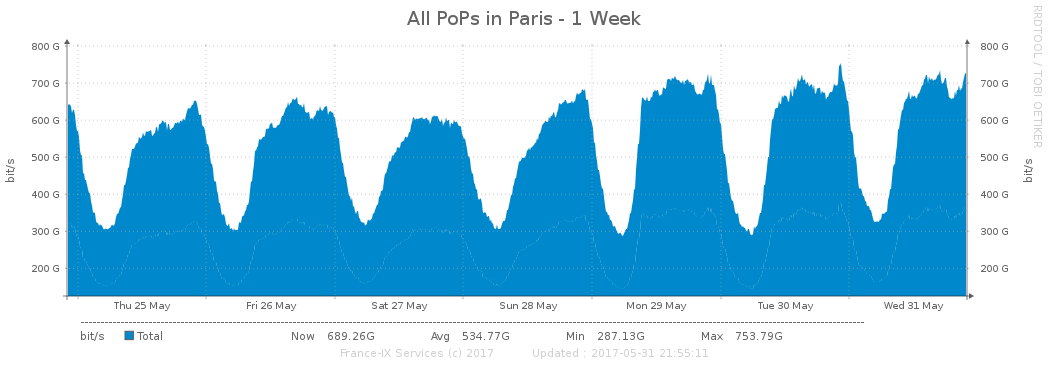 All PoPs in Paris - 1 Week
RRDTOOL / TOBI OETIKER
bit/s
800 G
700 G
600 G
500 G
400 G
300 G
200 G
800 G
700 G
600 G
500 G
400 G
300 G
200 G
bit/s
Thu 25 May Fri 26 May Sat 27 May Sun 28 May Mon 29 May Tue 30 May Wed 31 May
bit/s Total Now 689.26G Avg 534.77G Min 287.13G Max 753.79G
France-IX Services (c) 2017 Updated : 2017-05-31 21:55:11